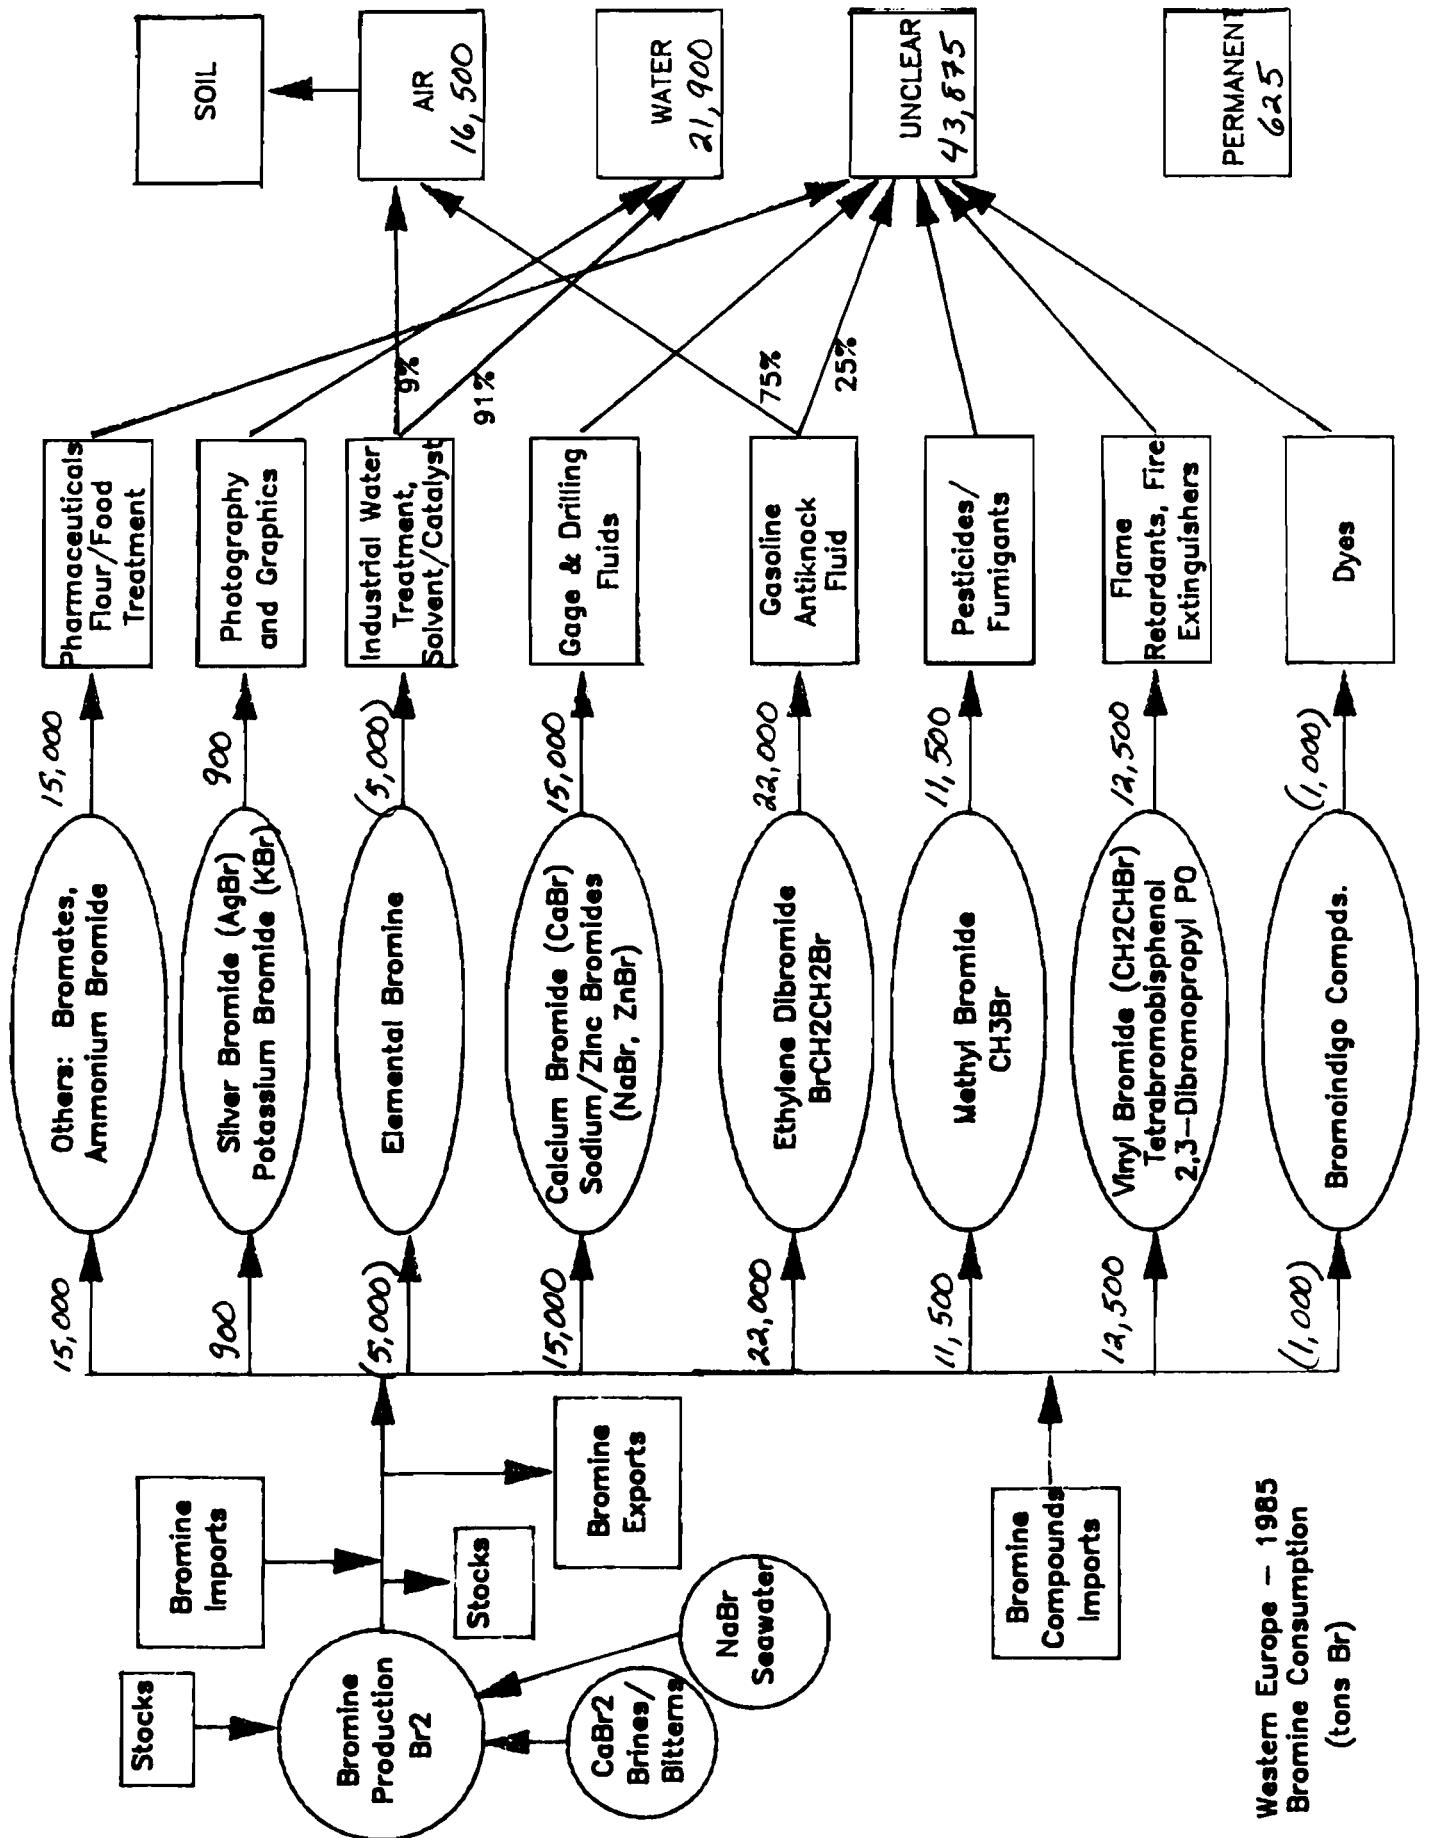 Stocks
Bromine
Production
Br2
CaBr2
Brines/
Bitterns
NaBr
Seawater
Bromine
Imports
Stocks
Bromine
Exports
Bromine
Compounds
Imports
15,000
900
(5,000)
15,000
22,000
11,500
12,500
(1,000)
Others: Bromates,
Ammonium Bromide
Silver Bromide (AgBr)
Potassium Bromide (KBr)
Elemental Bromine
Calcium Bromide (CaBr)
Sodium/Zinc Bromides
(NaBr, ZnBr)
Ethylene Dibromide
BrCH2CH2Br
Methyl Bromide
CH3Br
Vinyl Bromide (CH2CHBr)
Tetrabromobisphenol
2,3-Dibromopropyl PO
Bromoindigo Compds.
15,000
900
(5,000)
15,000
22,000
11,500
12,500
(1,000)
Pharmaceuticals
Flour/Food
Treatment
Photography
and Graphics
Industrial Water
Treatment,
Solvent/Catalyst
Gage & Drilling
Fluids
Gasoline
Antiknock
Fluid
Pesticides/
Fumigants
Flame
Retardants, Fire
Extinguishers
Dyes
9%
91%
75%
25%
SOIL
AIR
16,500
WATER
21,900
UNCLEAR
43,875
PERMANENT
625
Western Europe - 1985
Bromine Consumption
(tons Br)